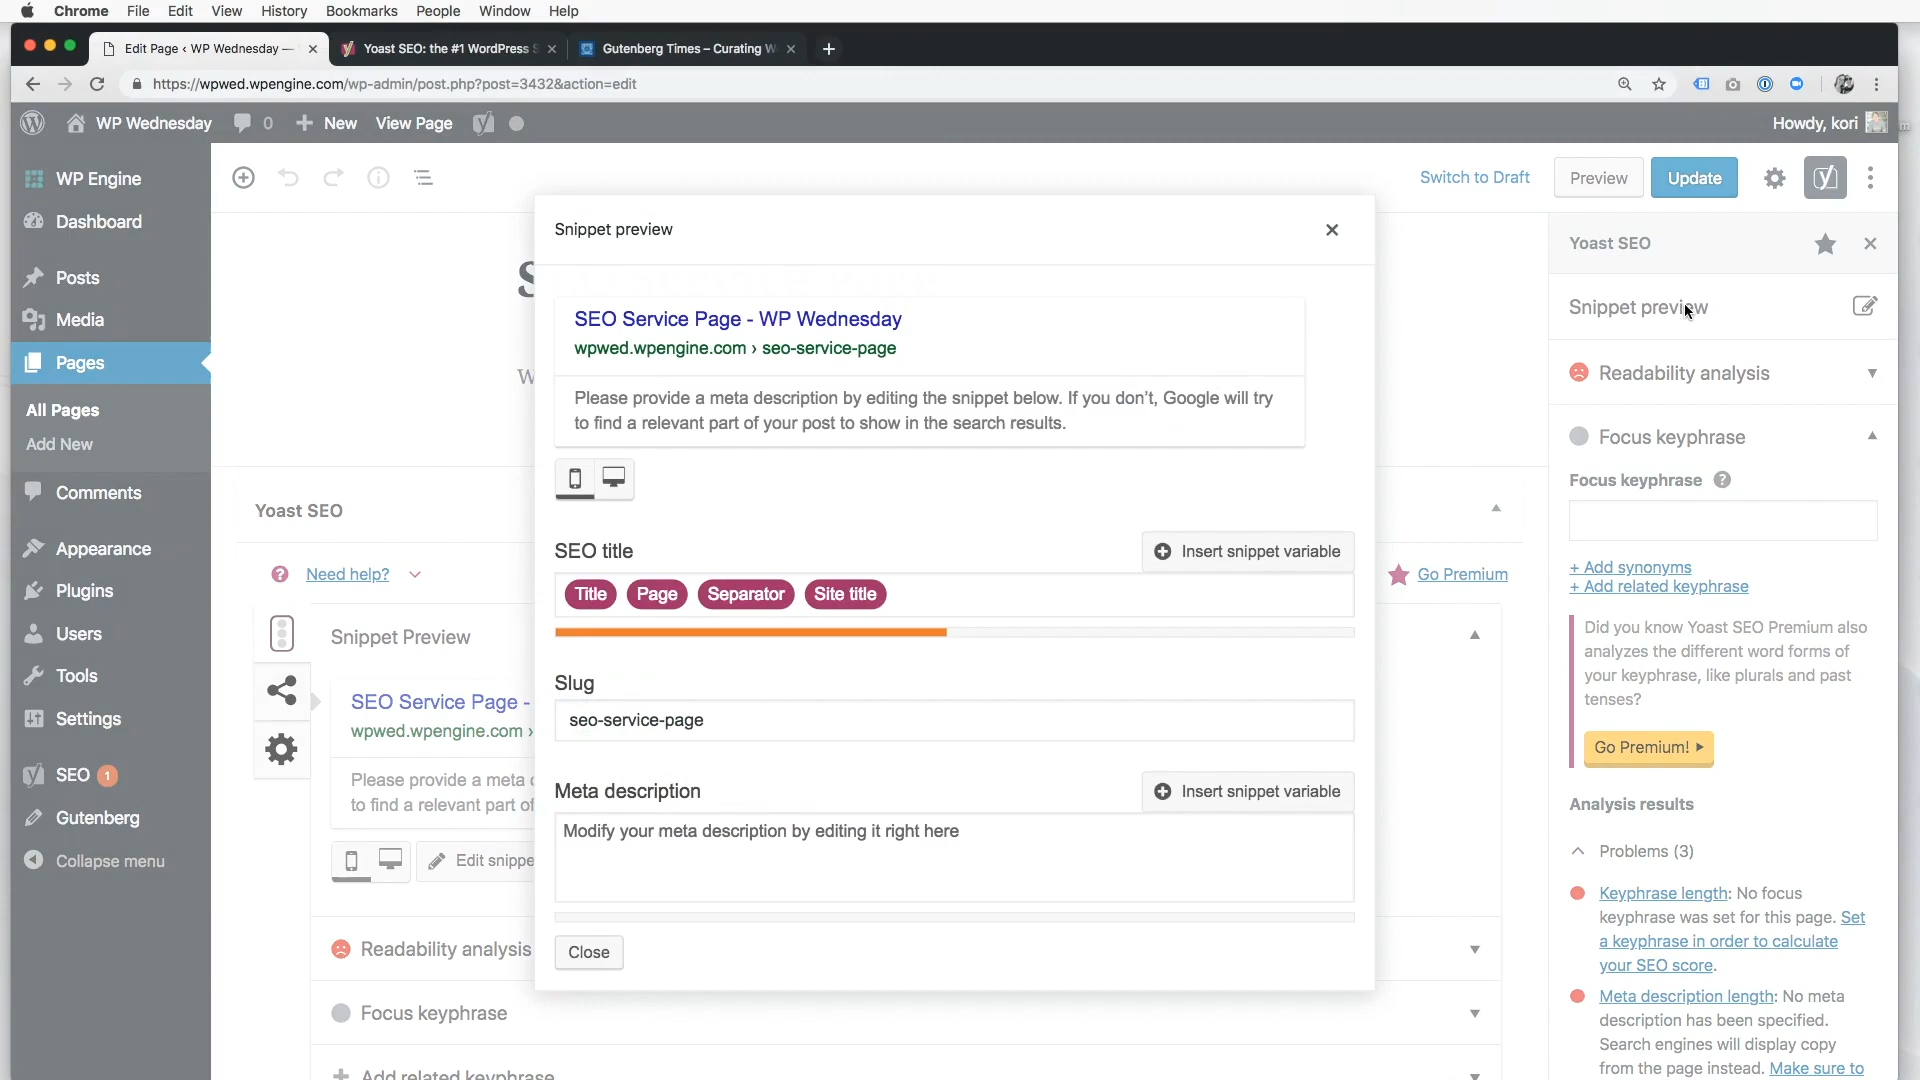 Chrome File Edit View History Bookmarks People Window Help
Edit Page ‹ WP Wednesday —
Yoast SEO: the #1 WordPress S
Gutenberg Times – Curating W
https://wpwed.wpengine.com/wp-admin/post.php?post=3432&action=edit
WP Wednesday 0 New View Page
Howdy, kori
WP Engine
Dashboard
Posts
Media
Pages
All Pages
Add New
Comments
Appearance
Plugins
Users
Tools
Settings
SEO 1
Gutenberg
Collapse menu
Switch to Draft
Preview
Update
S
W
Yoast SEO
Need help?
Go Premium
Snippet Preview
SEO Service Page -
wpwed.wpengine.com ›
Please provide a meta
to find a relevant part of
Edit snippe
Readability analysis
Focus keyphrase
Add related keyphrase
Snippet preview
SEO Service Page - WP Wednesday
wpwed.wpengine.com › seo-service-page
Please provide a meta description by editing the snippet below. If you don’t, Google will try
to find a relevant part of your post to show in the search results.
SEO title
Insert snippet variable
Title Page Separator Site title
Slug
seo-service-page
Meta description
Insert snippet variable
Modify your meta description by editing it right here
Close
Yoast SEO
Snippet preview
Readability analysis
Focus keyphrase
Focus keyphrase ?
+ Add synonyms
+ Add related keyphrase
Did you know Yoast SEO Premium also
analyzes the different word forms of
your keyphrase, like plurals and past
tenses?
Go Premium!
Analysis results
Problems (3)
Keyphrase length: No focus
keyphrase was set for this page. Set
a keyphrase in order to calculate
your SEO score.
Meta description length: No meta
description has been specified.
Search engines will display copy
from the page instead. Make sure to